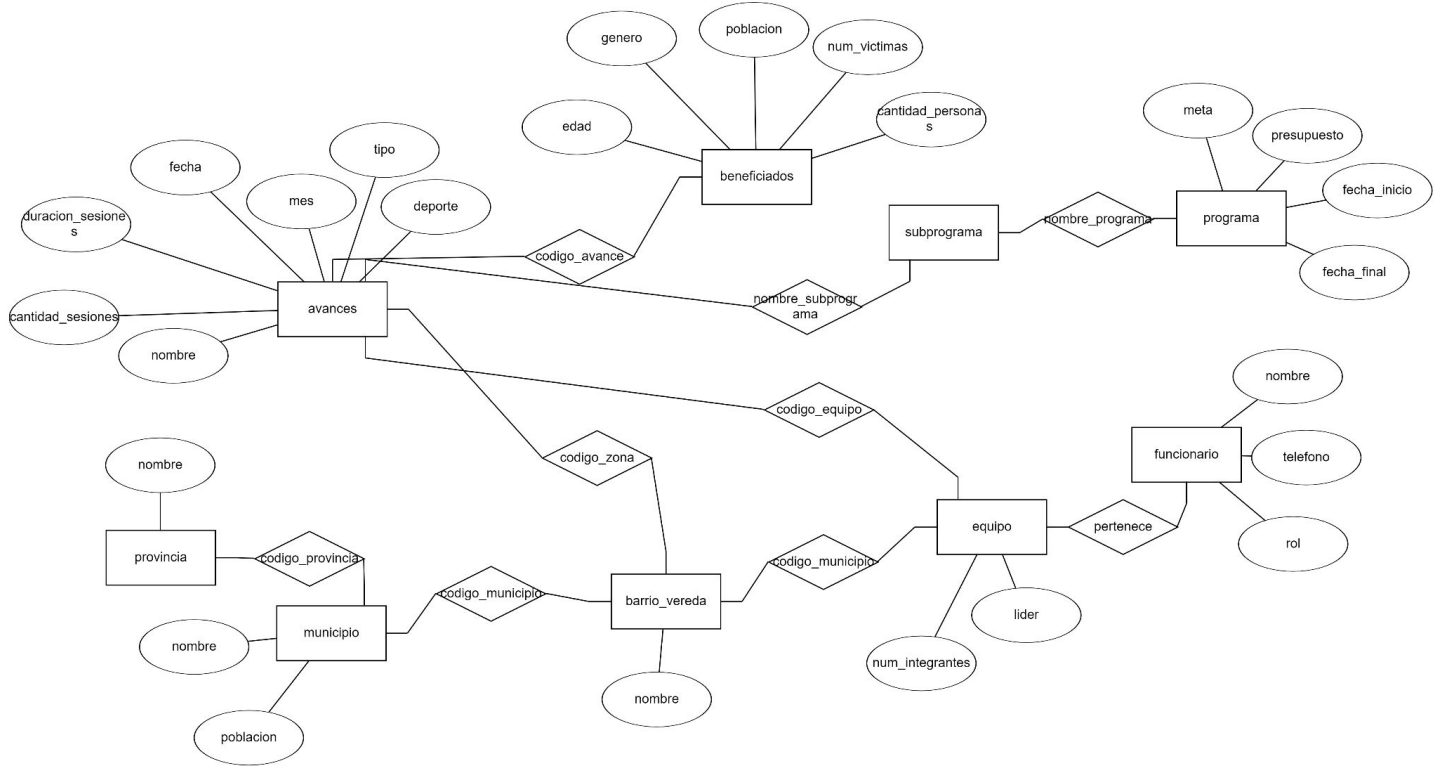 genero
poblacion
num_victimas
edad
cantidad_persona
s
beneficiados
meta
presupuesto
fecha_inicio
programa
fecha_final
nombre_programa
subprograma
fecha
tipo
mes
deporte
duracion_sesione
s
cantidad_sesiones
avances
nombre
codigo_avance
nombre_subprogr
ama
codigo_equipo
codigo_zona
nombre
funcionario
telefono
rol
pertenece
equipo
lider
num_integrantes
codigo_municipio
barrio_vereda
nombre
codigo_municipio
nombre
provincia
codigo_provincia
municipio
nombre
poblacion